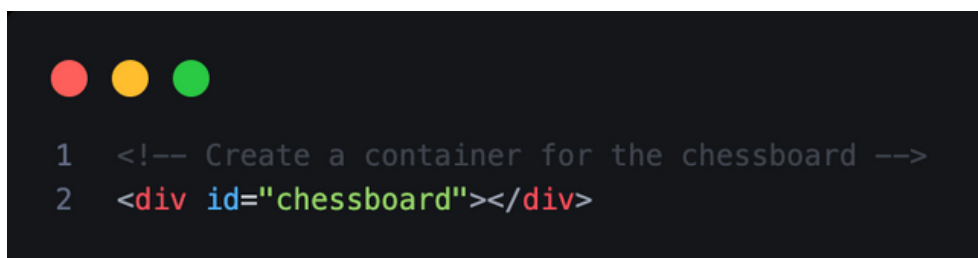 1 <!-- Create a container for the chessboard -->
2 <div id="chessboard"></div>